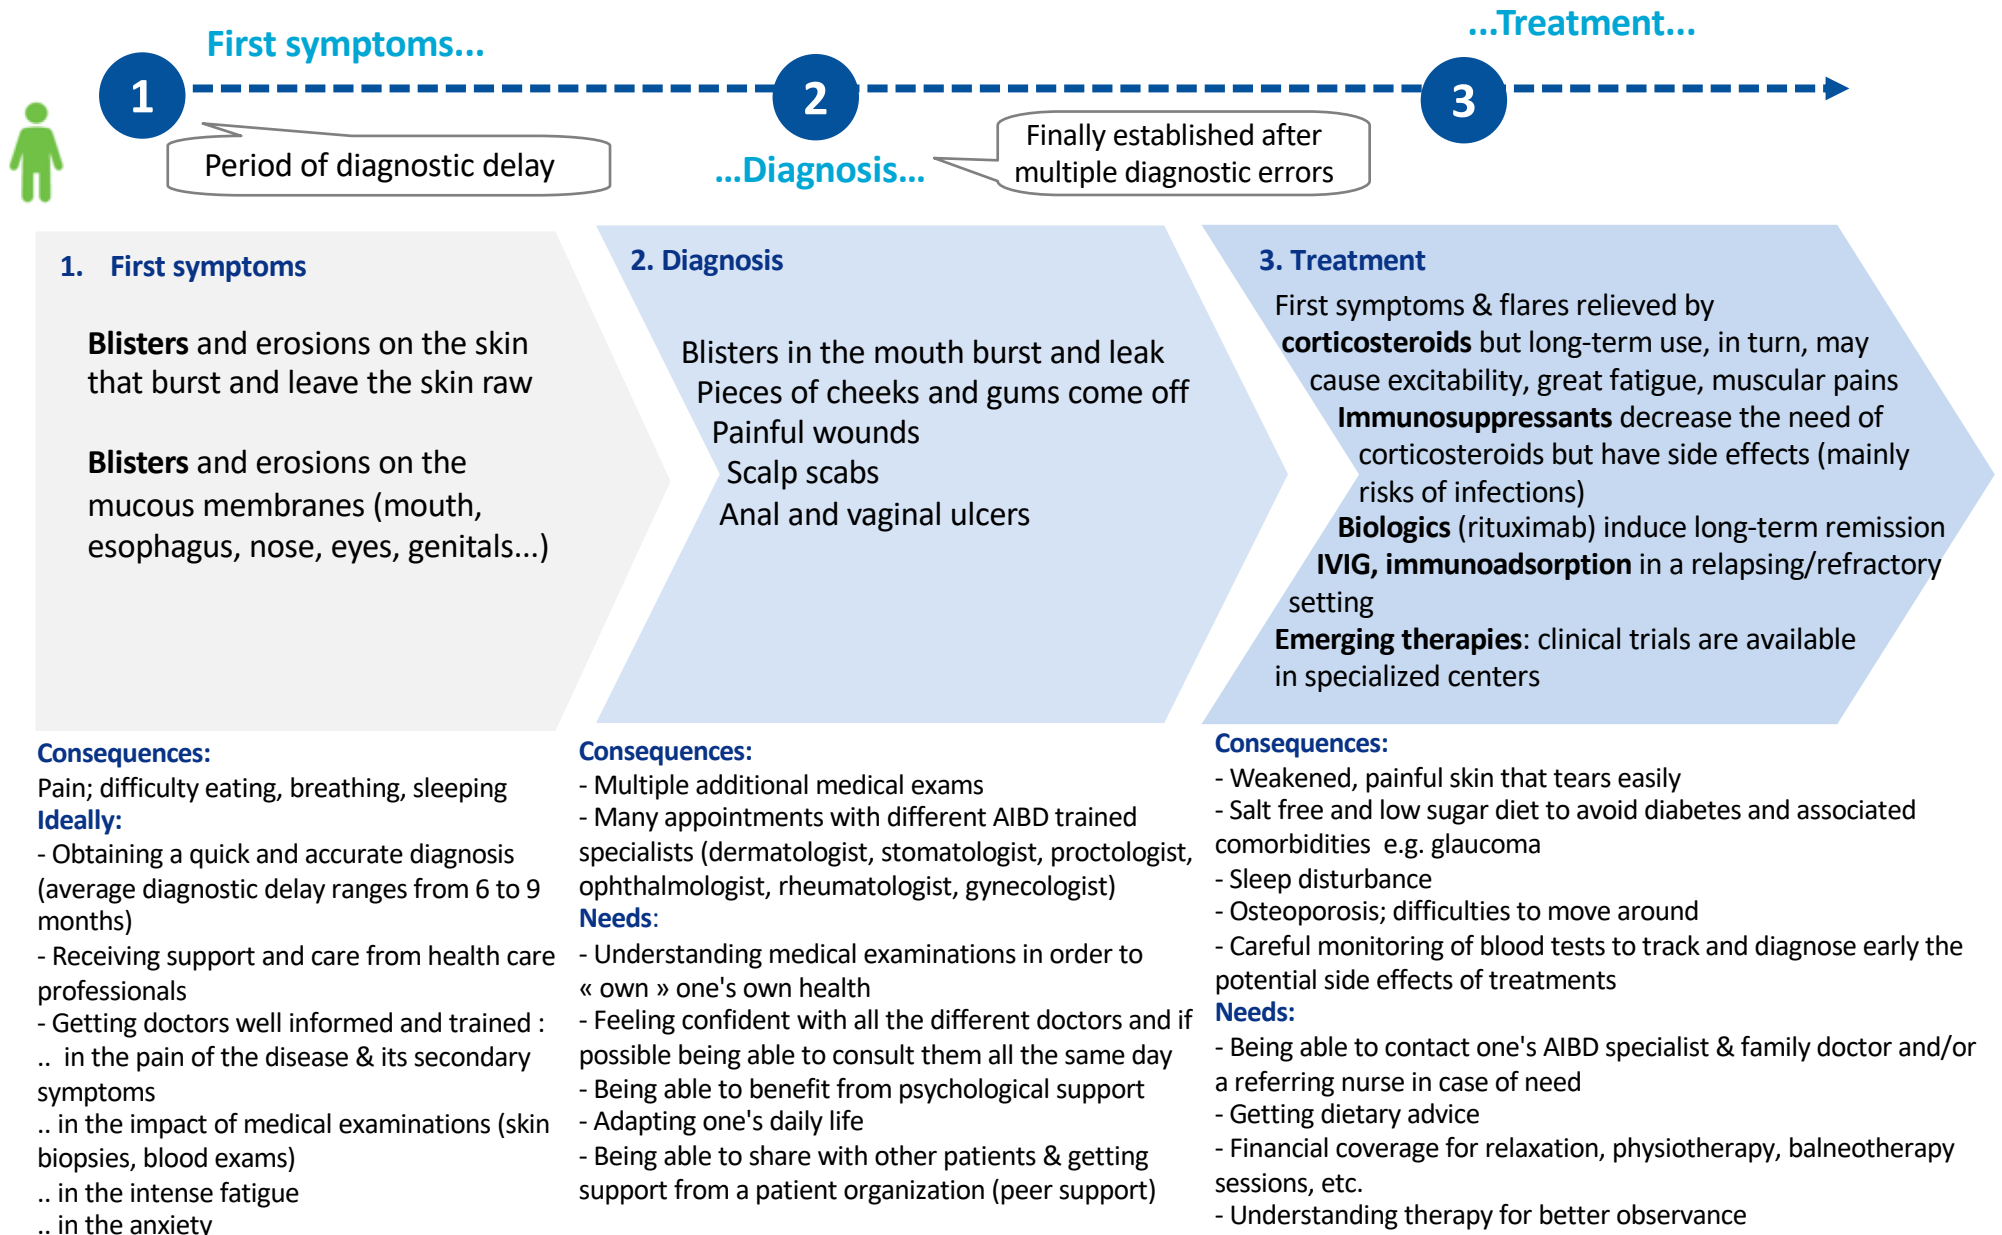 First symptoms...
...Treatment...
1
2
3
Period of diagnostic delay
...Diagnosis...
Finally established after
multiple diagnostic errors
1. First symptoms
Blisters and erosions on the skin
that burst and leave the skin raw
Blisters and erosions on the
mucous membranes (mouth,
esophagus, nose, eyes, genitals...)
2. Diagnosis
Blisters in the mouth burst and leak
Pieces of cheeks and gums come off
Painful wounds
Scalp scabs
Anal and vaginal ulcers
3. Treatment
First symptoms & flares relieved by
corticosteroids but long-term use, in turn, may
cause excitability, great fatigue, muscular pains
Immunosuppressants decrease the need of
corticosteroids but have side effects (mainly
risks of infections)
Biologics (rituximab) induce long-term remission
IVIG, immunoadsorption in a relapsing/refractory
setting
Emerging therapies: clinical trials are available
in specialized centers
Consequences:
Pain; difficulty eating, breathing, sleeping
Ideally:
- Obtaining a quick and accurate diagnosis
(average diagnostic delay ranges from 6 to 9
months)
- Receiving support and care from health care
professionals
- Getting doctors well informed and trained :
.. in the pain of the disease & its secondary
symptoms
.. in the impact of medical examinations (skin
biopsies, blood exams)
.. in the intense fatigue
.. in the anxiety
Consequences:
- Multiple additional medical exams
- Many appointments with different AIBD trained
specialists (dermatologist, stomatologist, proctologist,
ophthalmologist, rheumatologist, gynecologist)
Needs:
- Understanding medical examinations in order to
« own » one's own health
- Feeling confident with all the different doctors and if
possible being able to consult them all the same day
- Being able to benefit from psychological support
- Adapting one's daily life
- Being able to share with other patients & getting
support from a patient organization (peer support)
Consequences:
- Weakened, painful skin that tears easily
- Salt free and low sugar diet to avoid diabetes and associated
comorbidities e.g. glaucoma
- Sleep disturbance
- Osteoporosis; difficulties to move around
- Careful monitoring of blood tests to track and diagnose early the
potential side effects of treatments
Needs:
- Being able to contact one's AIBD specialist & family doctor and/or
a referring nurse in case of need
- Getting dietary advice
- Financial coverage for relaxation, physiotherapy, balneotherapy
sessions, etc.
- Understanding therapy for better observance